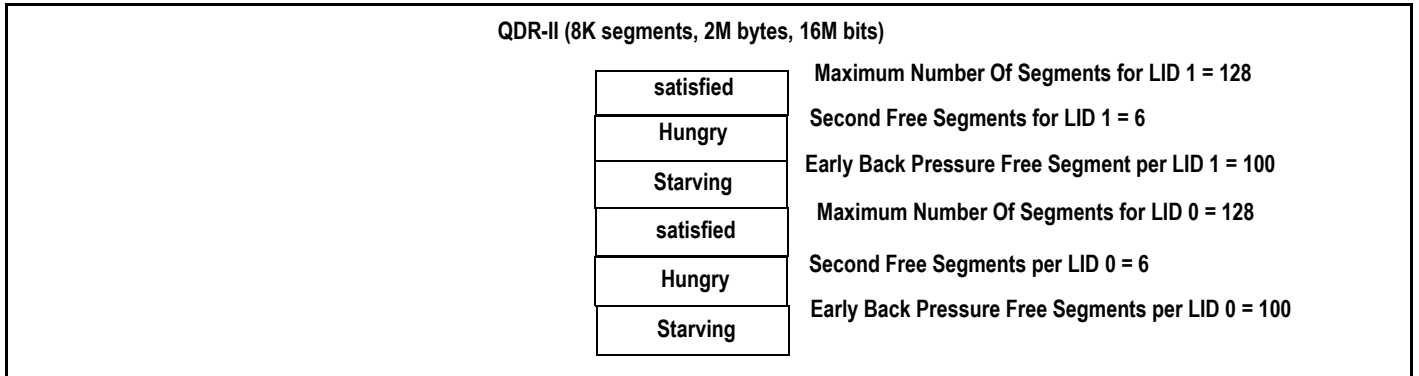 QDR-II (8K segments, 2M bytes, 16M bits)
satisfied
Maximum Number Of Segments for LID 1 = 128
Hungry
Second Free Segments for LID 1 = 6
Starving
Early Back Pressure Free Segment per LID 1 = 100
satisfied
Maximum Number Of Segments for LID 0 = 128
Hungry
Second Free Segments per LID 0 = 6
Starving
Early Back Pressure Free Segments per LID 0 = 100